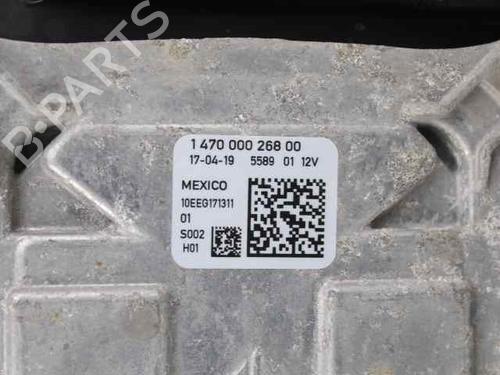 B-PARTS
1 470 000 268 00
17-04-19 5589 01 12V
MEXICO
10EEG171311
01
S002
H01